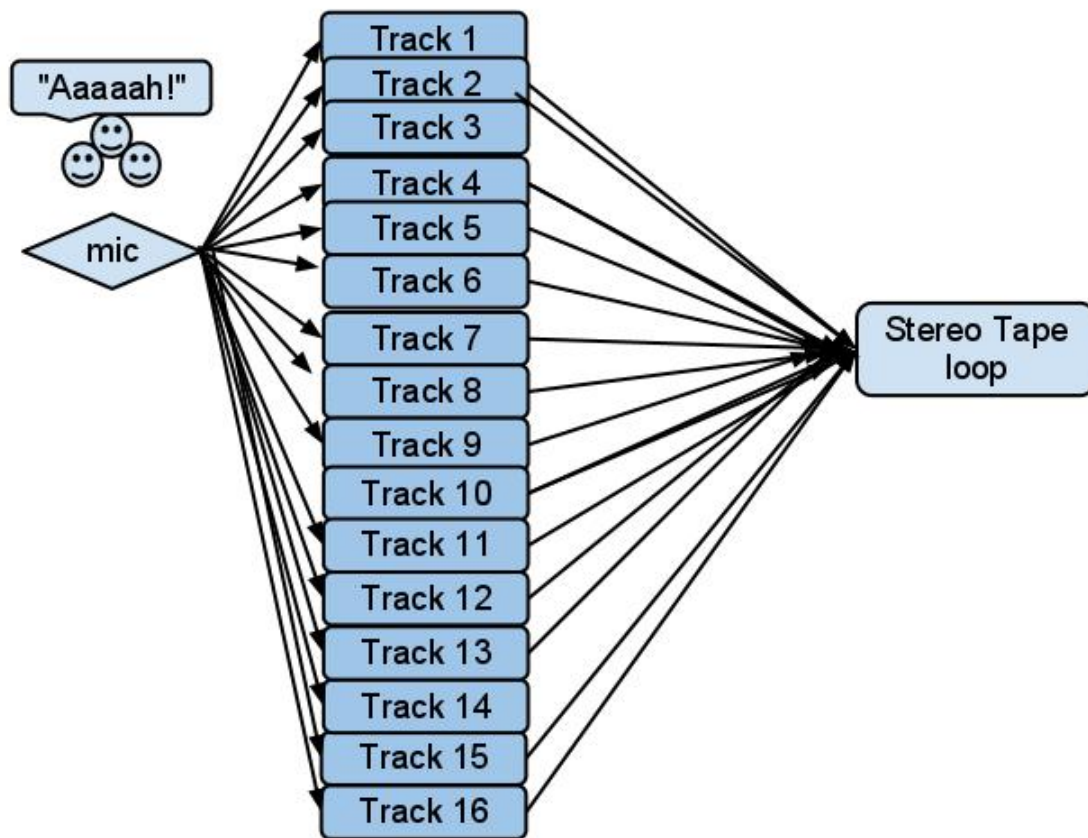 "Aaaaah!"
mic
Track 1
Track 2
Track 3
Track 4
Track 5
Track 6
Track 7
Track 8
Track 9
Track 10
Track 11
Track 12
Track 13
Track 14
Track 15
Track 16
Stereo Tape
loop